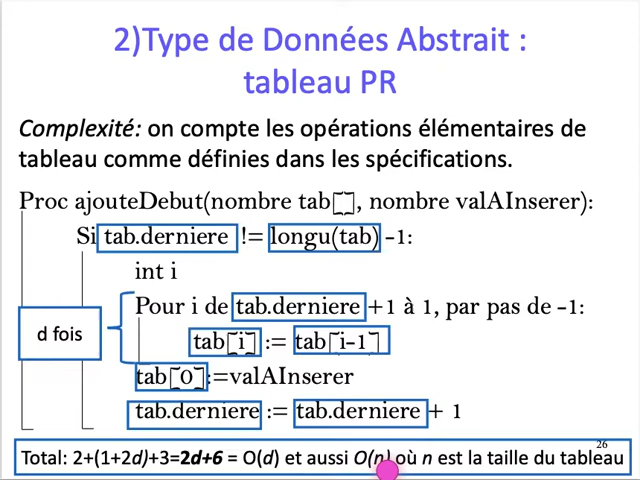 2)Type de Données Abstrait :
tableau PR
Complexité: on compte les opérations élémentaires de
tableau comme définies dans les spécifications.
Proc ajouteDebut(nombre tab[], nombre valAInserer):
Si tab.derniere != longu(tab) -1:
int i
Pour i de tab.derniere +1 à 1, par pas de -1:
d fois
tab[i] := tab[i-1]
tab[0]:=valAInserer
tab.derniere := tab.derniere + 1
26
Total: 2+(1+2d)+3=2d+6 = O(d) et aussi O(n) où n est la taille du tableau